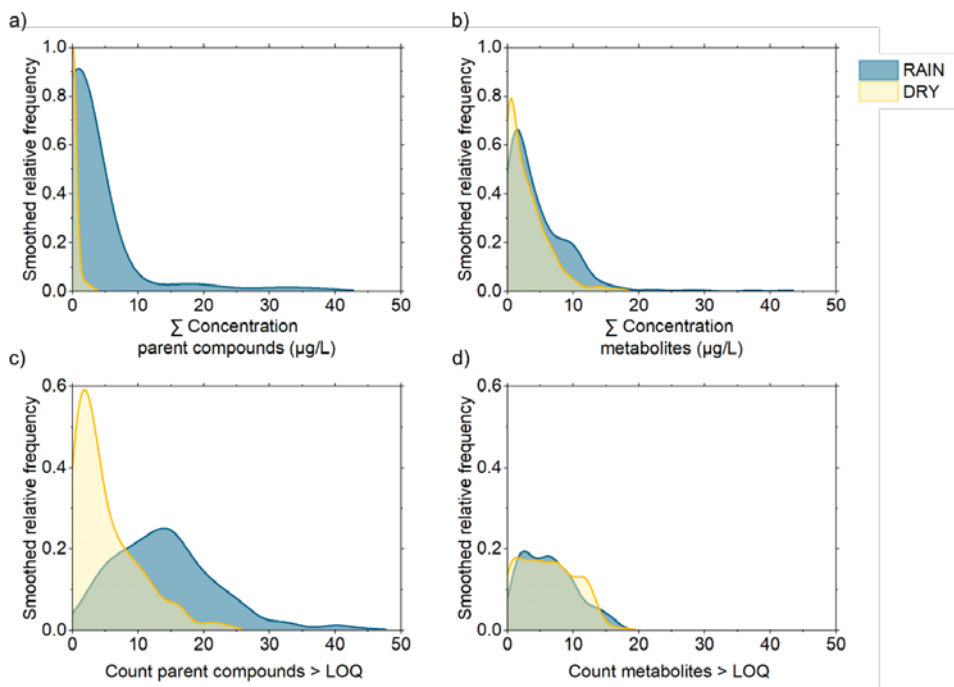 a)
b)
RAIN
DRY
Smoothed relative frequency
1.0
0.8
0.6
0.4
0.2
0.0
0 10 20 30 40 50
∑ Concentration
parent compounds (µg/L)
Smoothed relative frequency
1.0
0.8
0.6
0.4
0.2
0.0
0 10 20 30 40 50
∑ Concentration
metabolites (µg/L)
c)
d)
Smoothed relative frequency
0.6
0.4
0.2
0.0
0 10 20 30 40 50
Count parent compounds > LOQ
Smoothed relative frequency
0.6
0.4
0.2
0.0
0 10 20 30 40 50
Count metabolites > LOQ